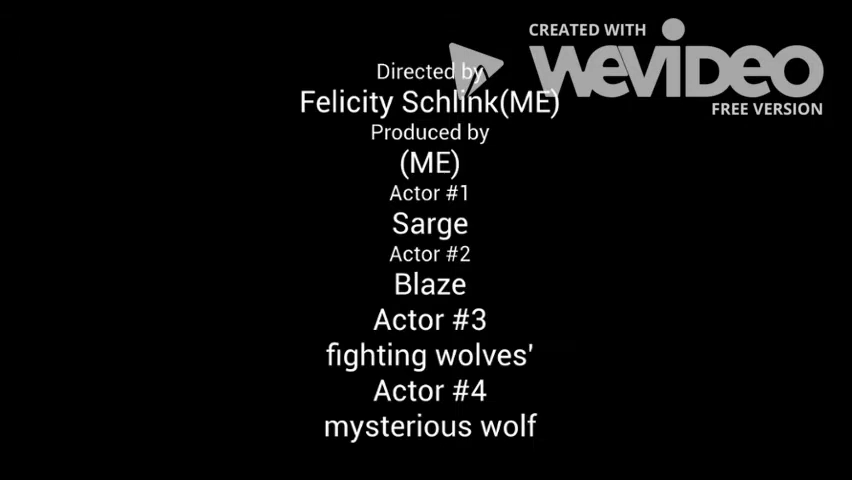 CREATED WITH
WEVIDEO
FREE VERSION
Directed by
Felicity Schlink(ME)
Produced by
(ME)
Actor #1
Sarge
Actor #2
Blaze
Actor #3
fighting wolves'
Actor #4
mysterious wolf